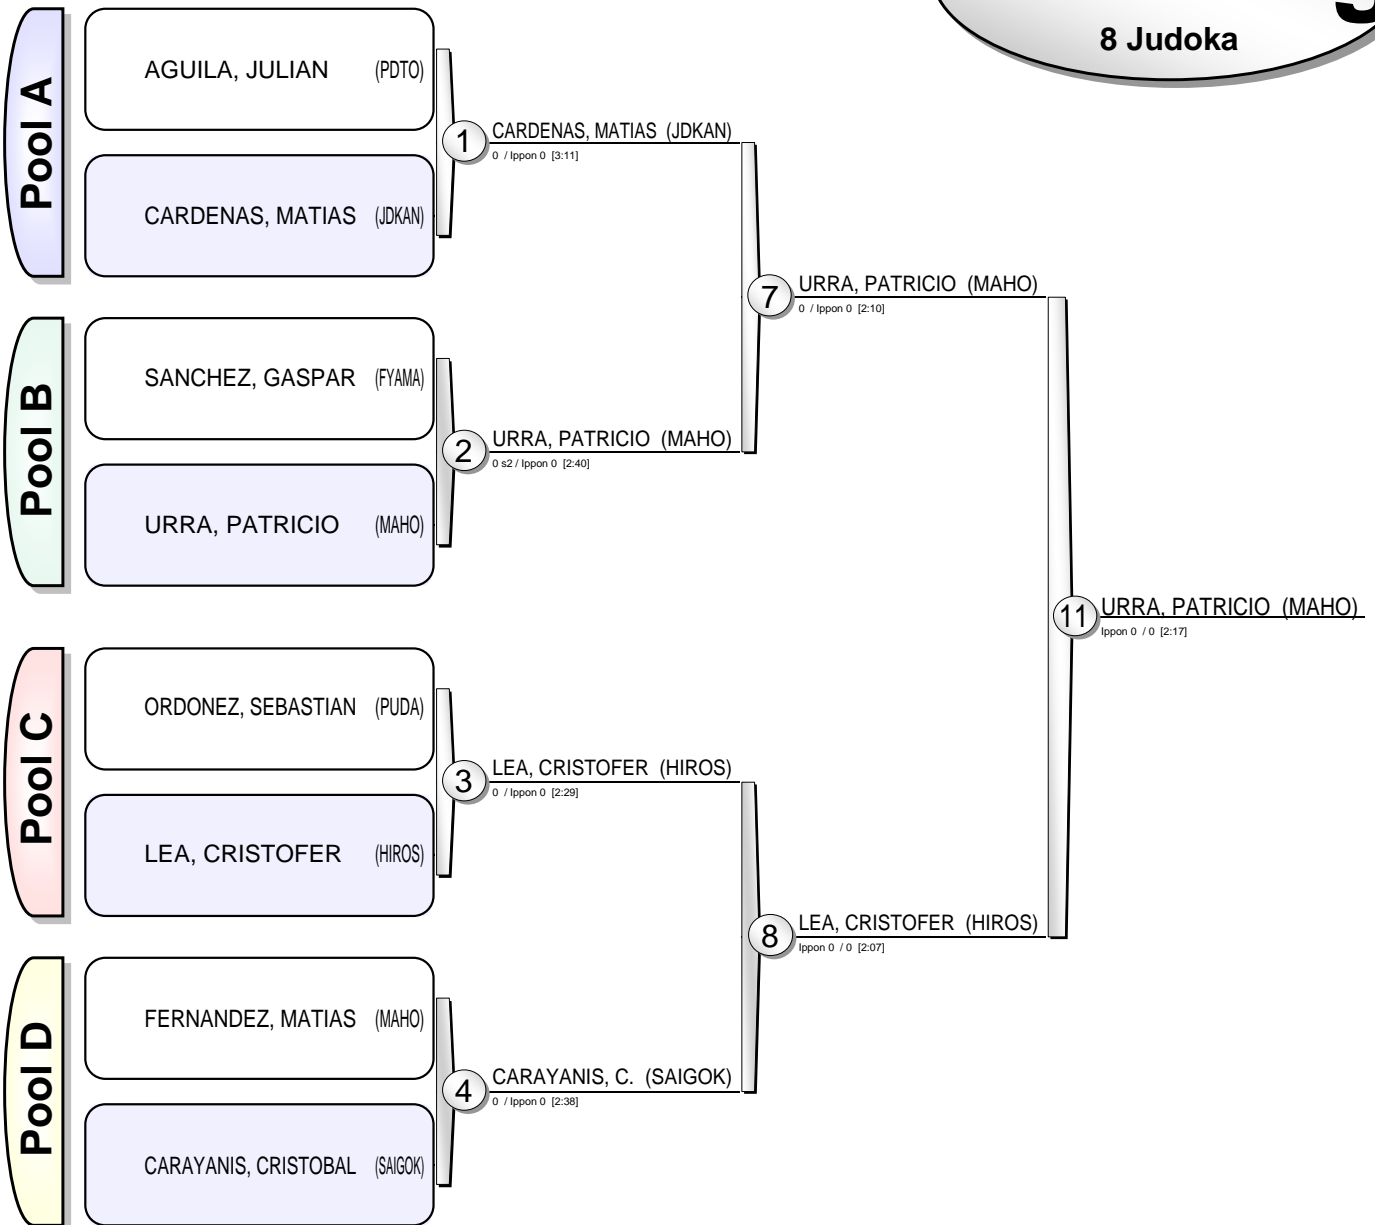 8 Judoka
Pool A
AGUILA, JULIAN (PDTO)
CARDENAS, MATIAS (JDKAN)
1 CARDENAS, MATIAS (JDKAN)
0 / Ippon 0 [3:11]
Pool B
SANCHEZ, GASPAR (FYAMA)
URRA, PATRICIO (MAHO)
2 URRA, PATRICIO (MAHO)
0 s2 / Ippon 0 [2:40]
7 URRA, PATRICIO (MAHO)
0 / Ippon 0 [2:10]
Pool C
ORDONEZ, SEBASTIAN (PUDA)
LEA, CRISTOFER (HIROS)
3 LEA, CRISTOFER (HIROS)
0 / Ippon 0 [2:29]
Pool D
FERNANDEZ, MATIAS (MAHO)
CARAYANIS, CRISTOBAL (SAIGOK)
4 CARAYANIS, C. (SAIGOK)
0 / Ippon 0 [2:38]
8 LEA, CRISTOFER (HIROS)
Ippon 0 / 0 [2:07]
11 URRA, PATRICIO (MAHO)
Ippon 0 / 0 [2:17]